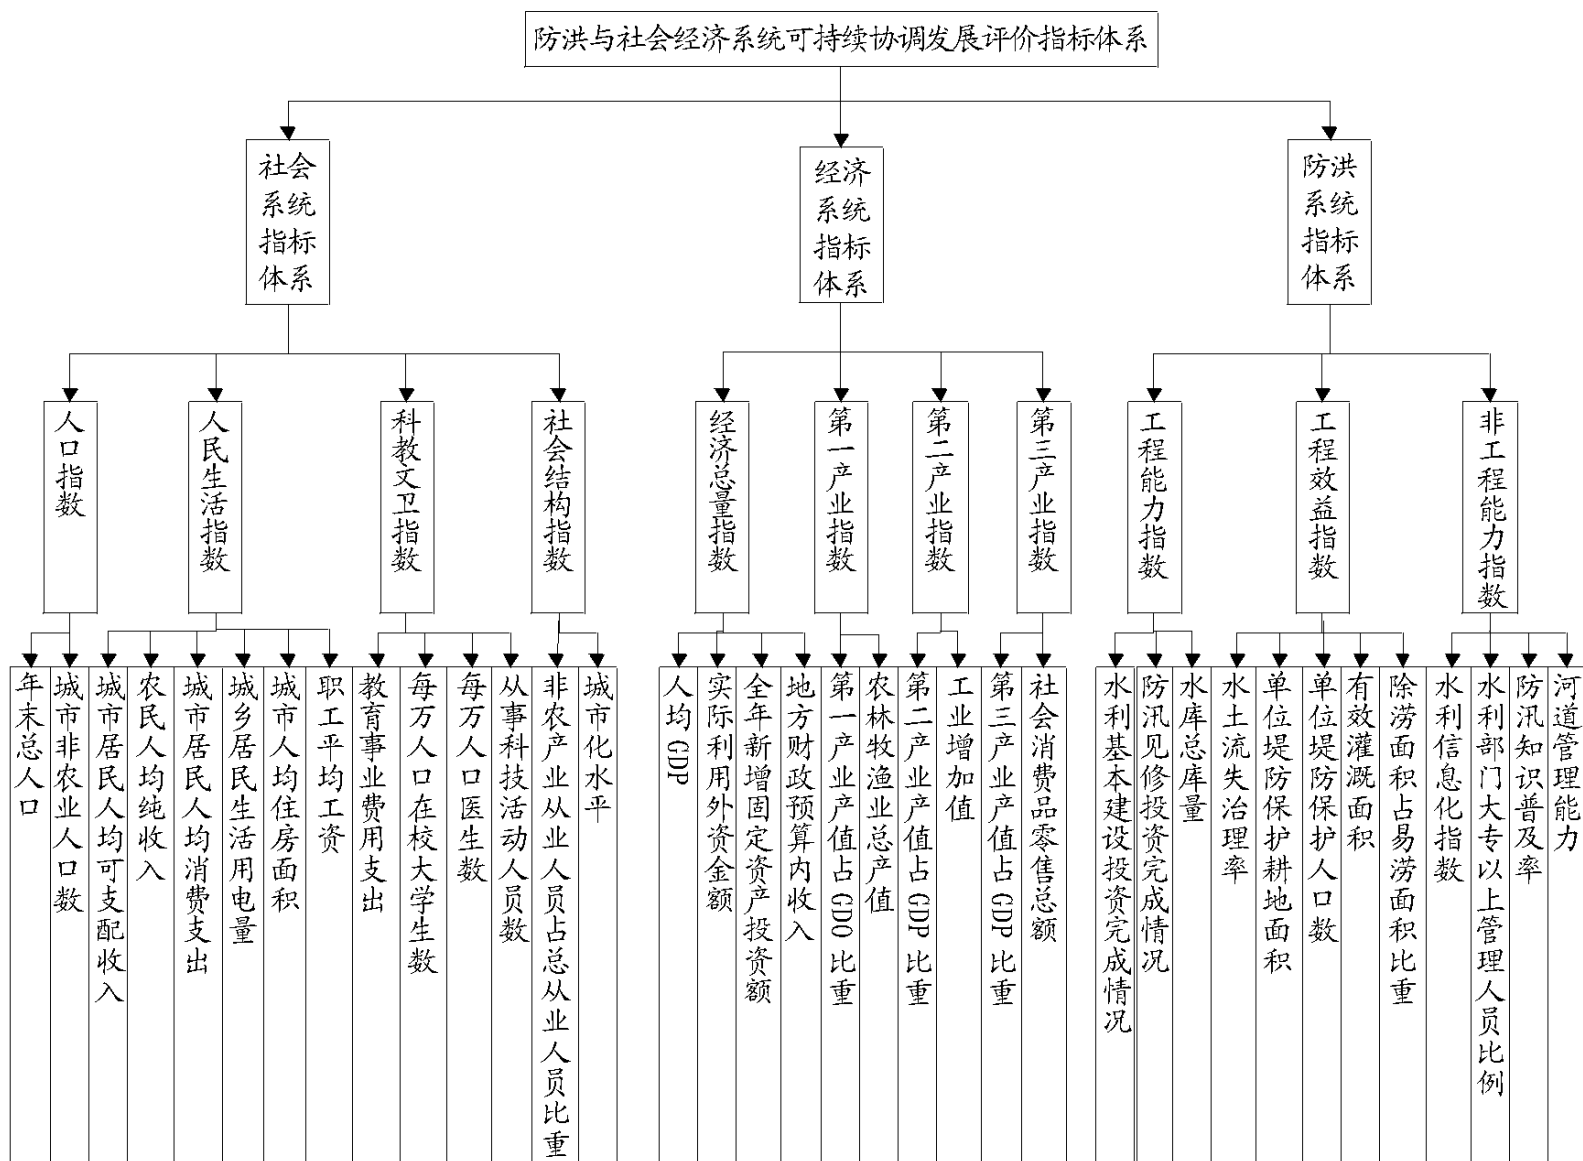 防洪与社会经济系统可持续协调发展评价指标体系
社会
系统
指标
体系
经济
系统
指标
体系
防洪
系统
指标
体系
人口指数
人民生活指数
科教文卫指数
社会结构指数
经济总量指数
第一产业指数
第二产业指数
第三产业指数
工程能力指数
工程效益指数
非工程能力指数
年末总人口
城市非农业人口数
城市居民人均可支配收入
农民人均纯收入
城市居民人均消费支出
城乡居民生活用电量
城市人均住房面积
职工平均工资
教育事业费用支出
每万人口在校大学生数
每万人口医生数
从事科技活动人员数
非农产业从业人员占总从业人员比重
城市化水平
人均GDP
实际利用外资金额
全年新增固定资产投资额
地方财政预算内收入
第一产业产值占GDO比重
农林牧渔业总产值
第二产业产值占GDP比重
工业增加值
第三产业产值占GDP比重
社会消费品零售总额
水利基本建设投资完成情况
防汛见修投资完成情况
水库总库量
水土流失治理率
单位堤防保护耕地面积
单位堤防保护人口数
有效灌溉面积
除涝面积占易涝面积比重
水利信息化指数
水利部门大专以上管理人员比例
防汛知识普及率
河道管理能力